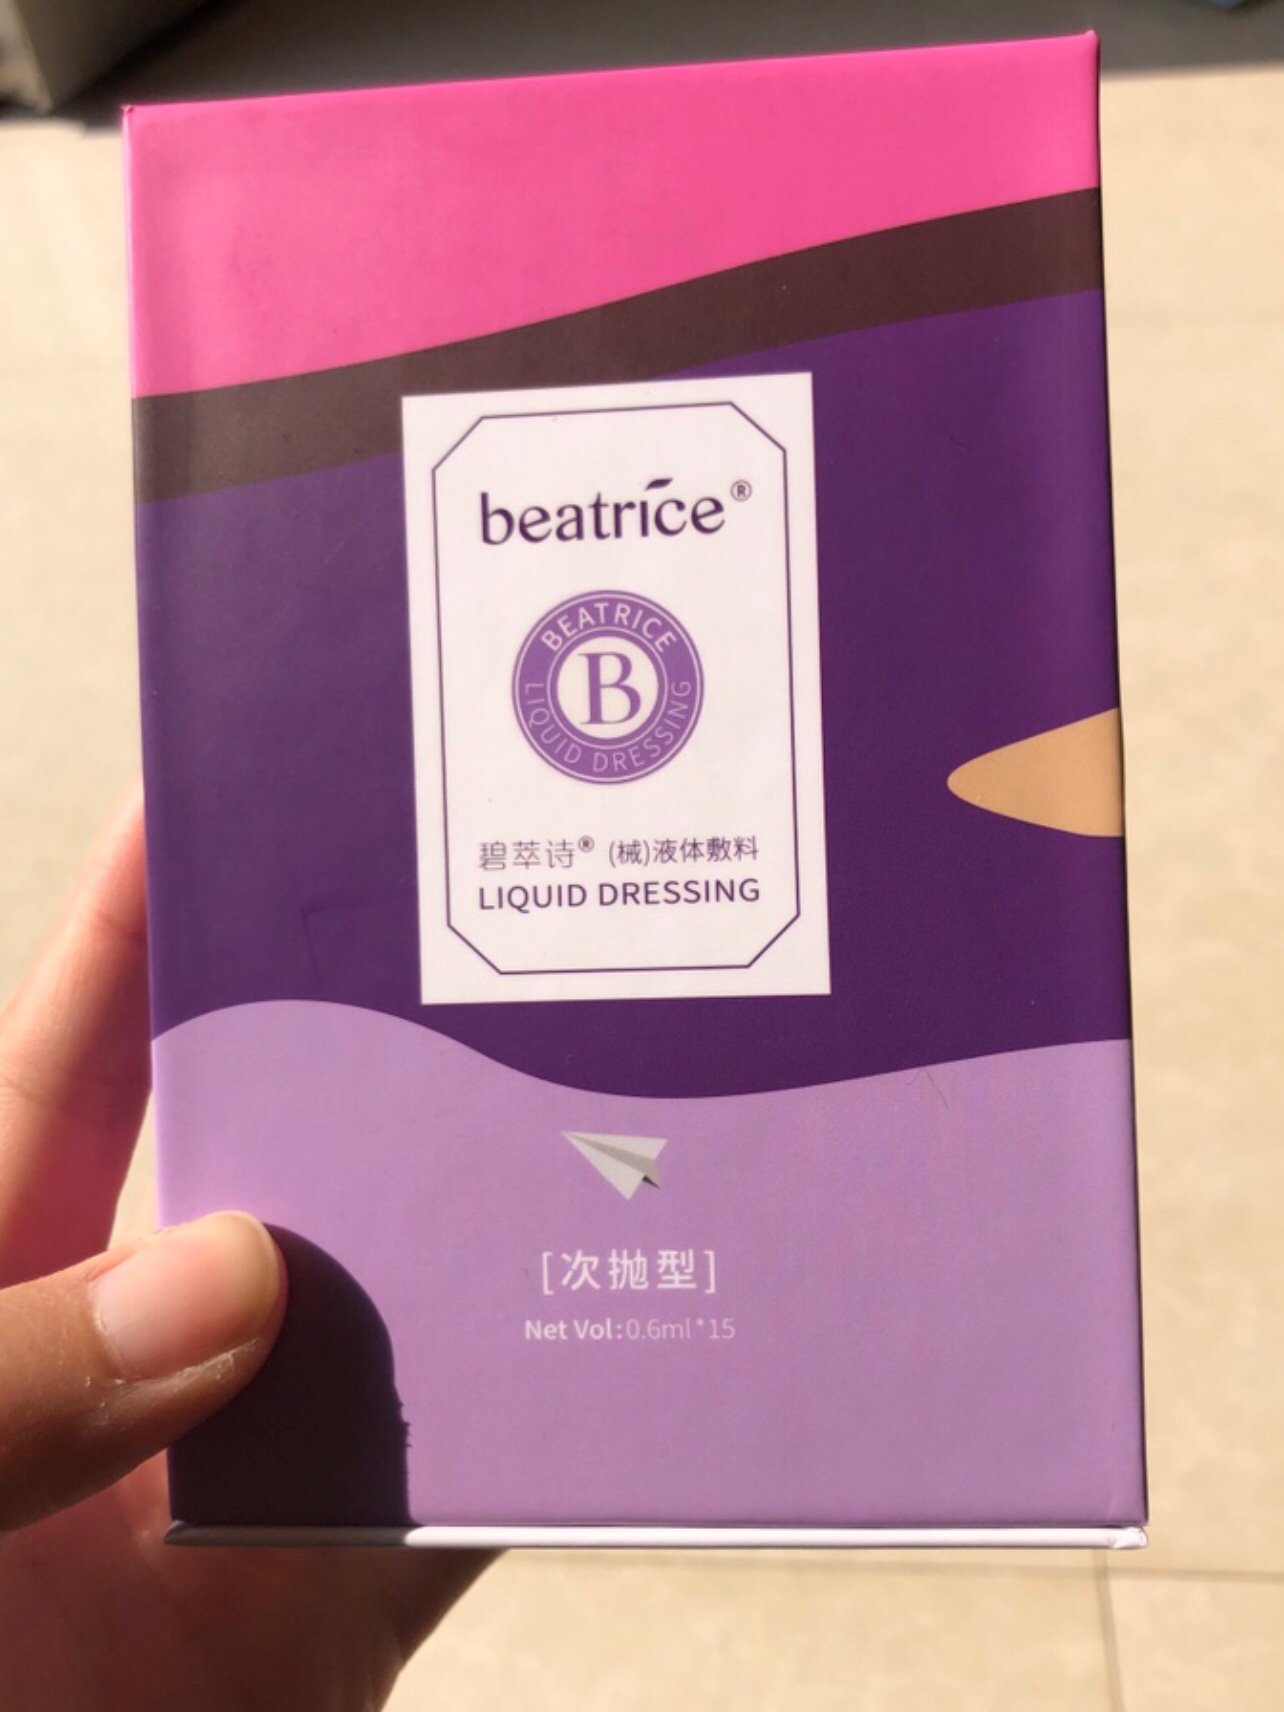 beatrice®
BEATRICE
B
LIQUID DRESSING
碧萃诗® (械)液体敷料
LIQUID DRESSING
[次抛型]
Net Vol:0.6ml*15